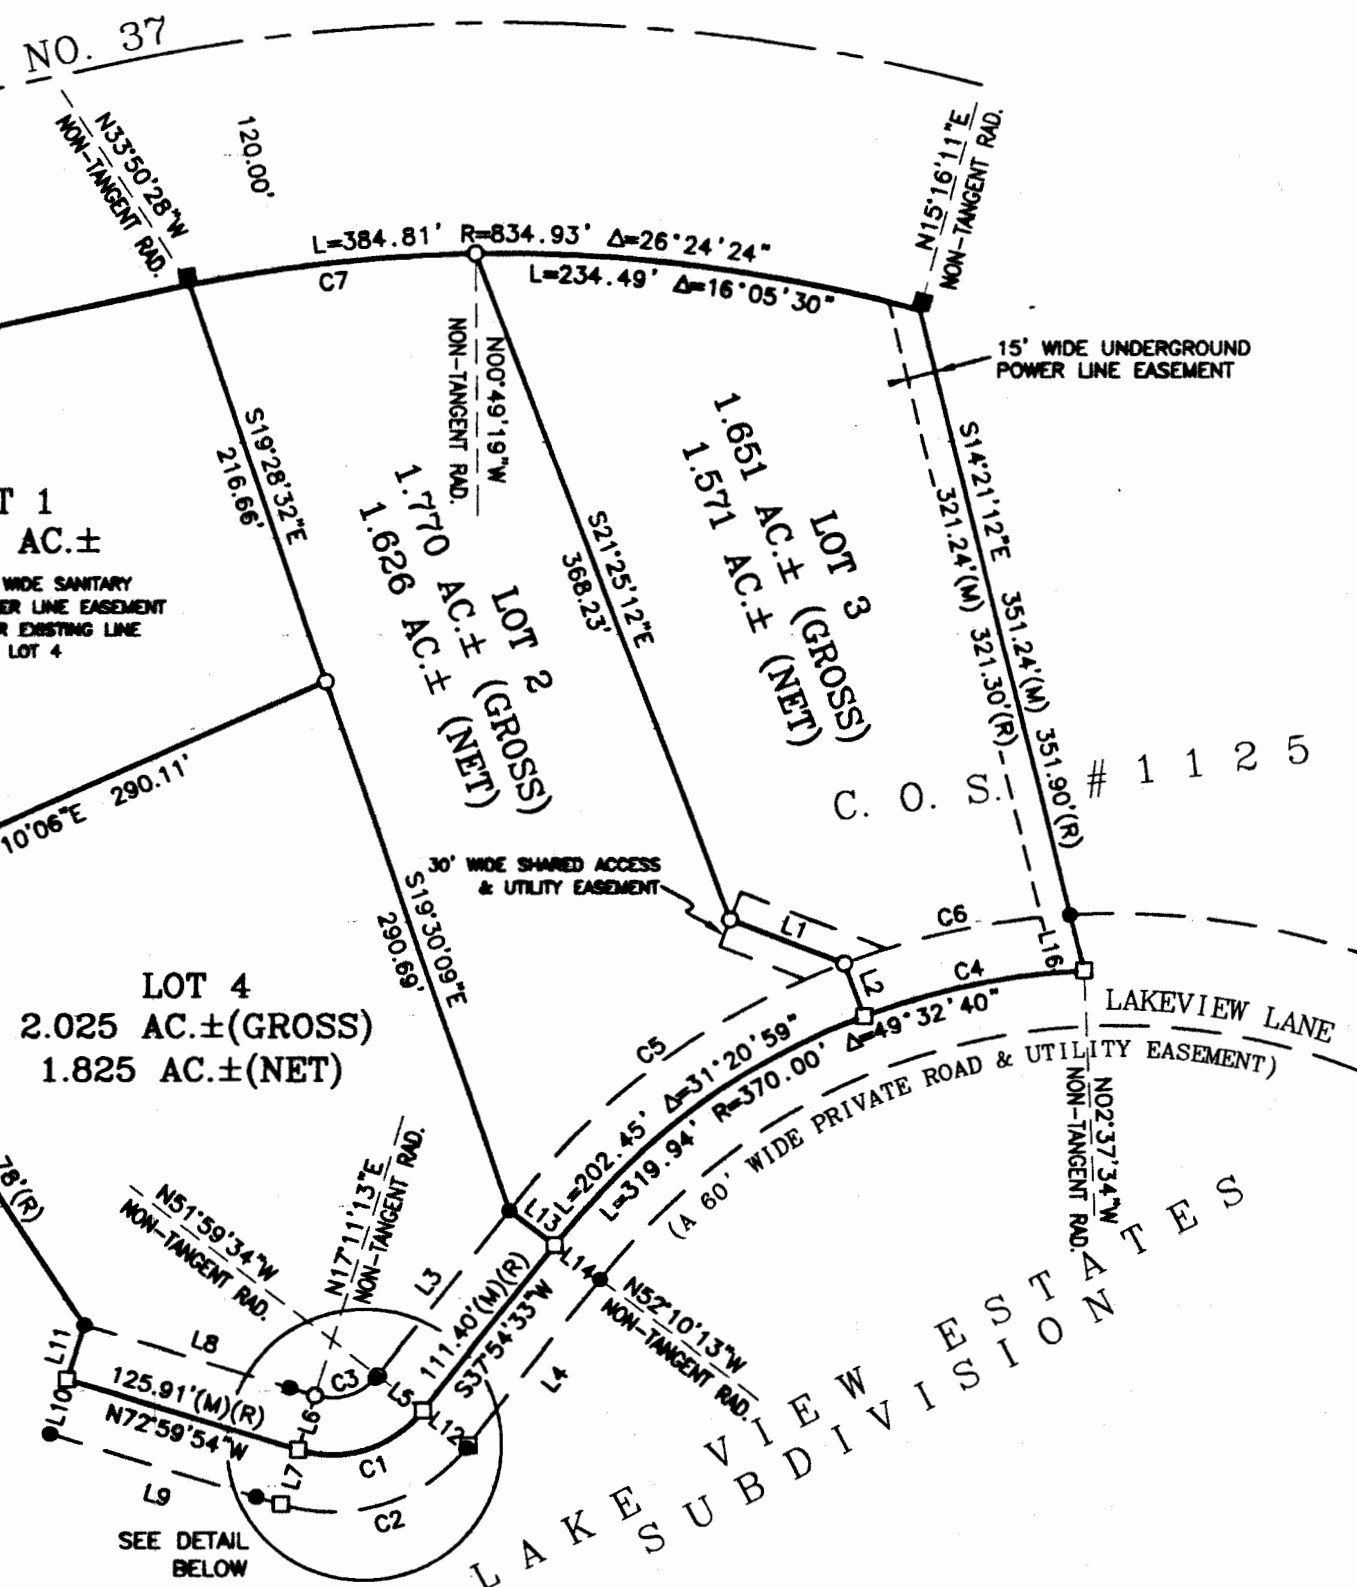 NO. 37
N33°50'28"W
NON-TANGENT RAD.
120.00'
N15°16'11"E
NON-TANGENT RAD.
L=384.81' R=834.93' Δ=26°24'24"
C7
L=234.49' Δ=16°05'30"
N00°49'19"W
NON-TANGENT RAD.
15' WIDE UNDERGROUND
POWER LINE EASEMENT
S19°28'32"E
216.66'
T 1
AC.±
WIDE SANITARY
ER LINE EASEMENT
R EXISTING LINE
LOT 4
LOT 2
1.770 AC.± (GROSS)
1.626 AC.± (NET)
S21°25'12"E
368.23'
LOT 3
1.651 AC.± (GROSS)
1.571 AC.± (NET)
S14°21'12"E 351.24'(M) 351.90'(R)
321.24'(M) 321.30'(R)
C. O. S. # 1 1 2 5
10'06"E 290.11'
30' WIDE SHARED ACCESS
& UTILITY EASEMENT
S19°30'09"E
290.69'
L1
L2
C6
L16
C4
LOT 4
2.025 AC.±(GROSS)
1.825 AC.±(NET)
C5
L=202.45' Δ=31°20'59"
L=319.94' R=370.00' Δ=49°32'40"
LAKEVIEW LANE
(A 60' WIDE PRIVATE ROAD & UTILITY EASEMENT)
N02°37'34"W
NON-TANGENT RAD.
78'(R)
N51°59'34"W
NON-TANGENT RAD.
N17°11'13"E
NON-TANGENT RAD.
L13
L14
L3
111.40'(M)(R)
S37°54'33"W
L4
N52°10'13"W
NON-TANGENT RAD.
L11
L8
L10
125.91'(M)(R)
N72°59'54"W
C3
L5
L6
L12
L7
C1
L9
C2
SEE DETAIL
BELOW
LAKE VIEW ESTATES
SUBDIVISION